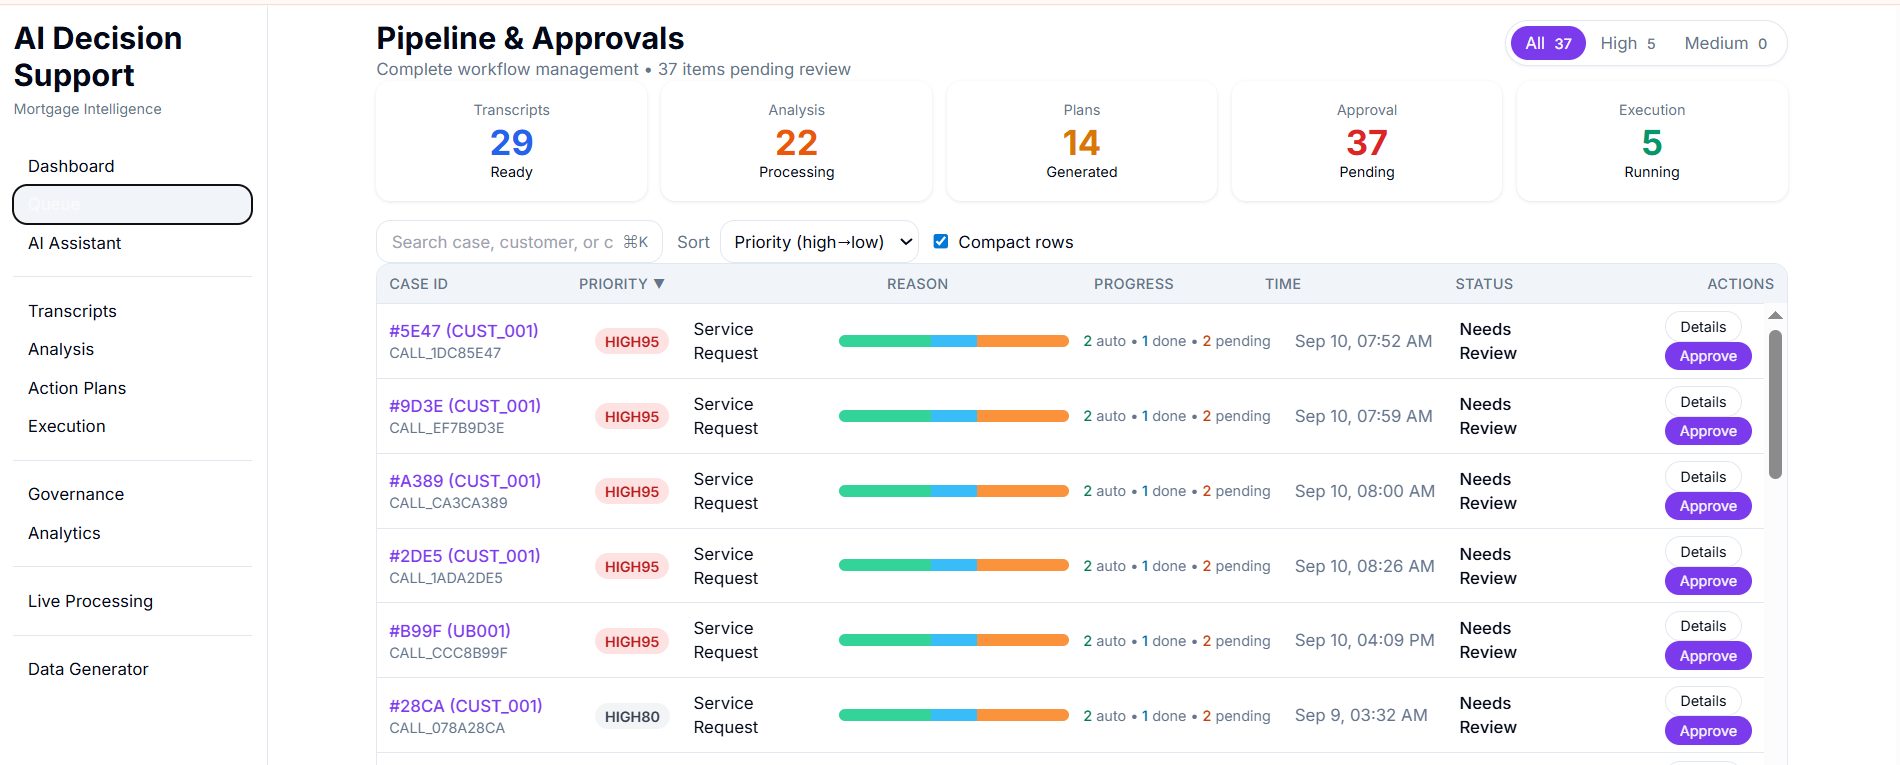 AI Decision
Support
Mortgage Intelligence
Dashboard
Queue
AI Assistant
Transcripts
Analysis
Action Plans
Execution
Governance
Analytics
Live Processing
Data Generator
Pipeline & Approvals
Complete workflow management • 37 items pending review
All 37 High 5 Medium 0
Transcripts
29
Ready
Analysis
22
Processing
Plans
14
Generated
Approval
37
Pending
Execution
5
Running
Search case, customer, or c ⌘K Sort Priority (high→low) Compact rows
CASE ID PRIORITY ▼ REASON PROGRESS TIME STATUS ACTIONS
#5E47 (CUST_001)
CALL_1DC85E47
HIGH95
Service
Request
2 auto • 1 done • 2 pending
Sep 10, 07:52 AM
Needs
Review
Details
Approve
#9D3E (CUST_001)
CALL_EF7B9D3E
HIGH95
Service
Request
2 auto • 1 done • 2 pending
Sep 10, 07:59 AM
Needs
Review
Details
Approve
#A389 (CUST_001)
CALL_CA3CA389
HIGH95
Service
Request
2 auto • 1 done • 2 pending
Sep 10, 08:00 AM
Needs
Review
Details
Approve
#2DE5 (CUST_001)
CALL_1ADA2DE5
HIGH95
Service
Request
2 auto • 1 done • 2 pending
Sep 10, 08:26 AM
Needs
Review
Details
Approve
#B99F (UB001)
CALL_CCC8B99F
HIGH95
Service
Request
2 auto • 1 done • 2 pending
Sep 10, 04:09 PM
Needs
Review
Details
Approve
#28CA (CUST_001)
CALL_078A28CA
HIGH80
Service
Request
2 auto • 1 done • 2 pending
Sep 9, 03:32 AM
Needs
Review
Details
Approve